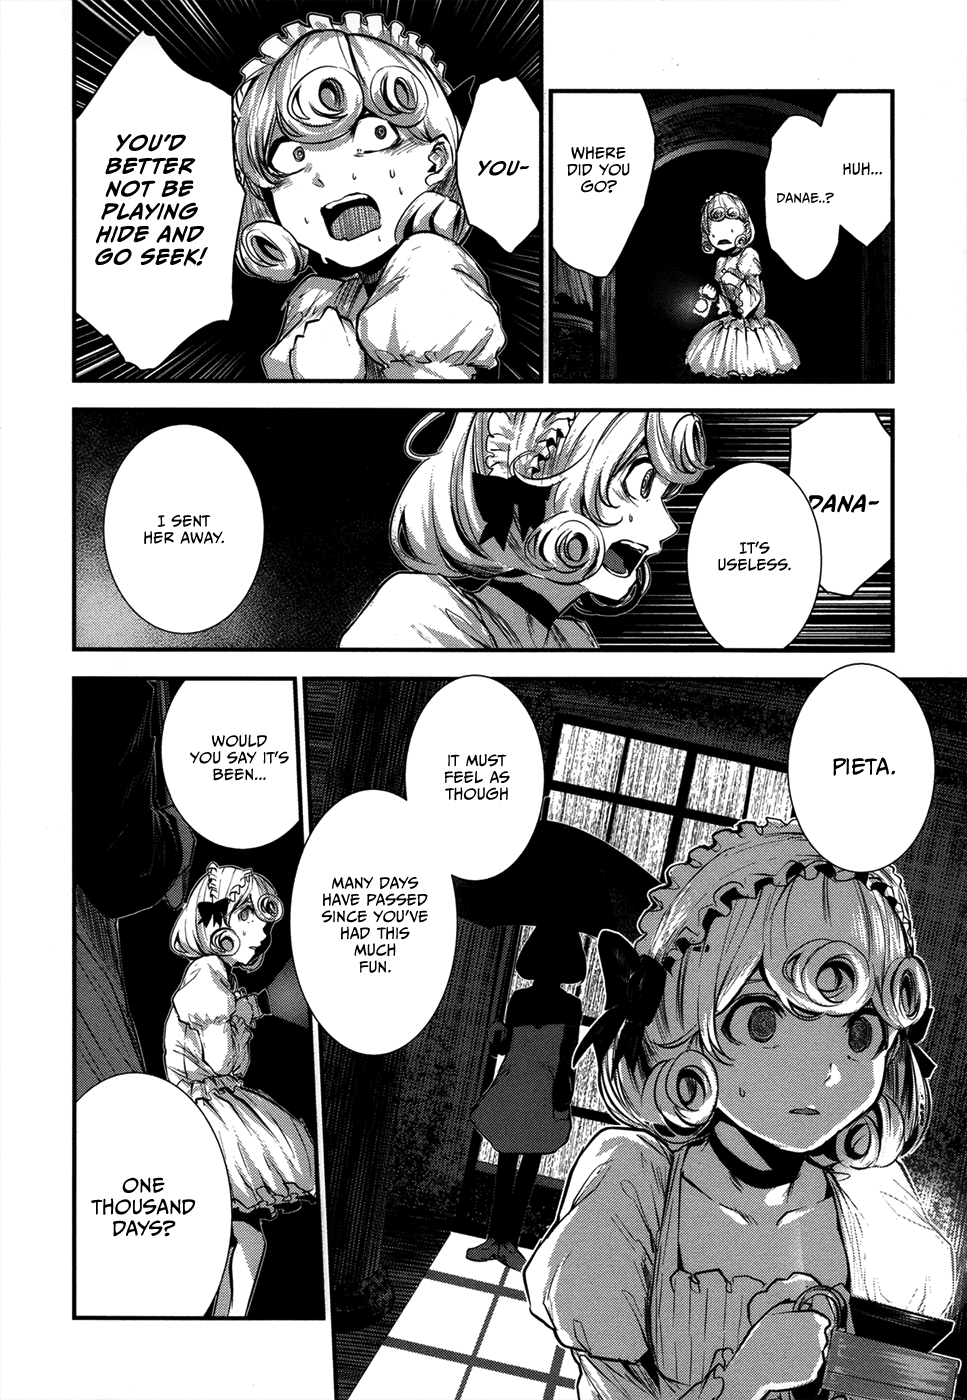 HUH...
DANAE..?
WHERE
DID YOU
GO?
YOU-
YOU'D
BETTER
NOT BE
PLAYING
HIDE AND
GO SEEK!
DANA-
IT'S
USELESS.
I SENT
HER AWAY.
PIETA.
IT MUST
FEEL AS
THOUGH
MANY DAYS
HAVE PASSED
SINCE YOU'VE
HAD THIS
MUCH
FUN.
WOULD
YOU SAY IT'S
BEEN...
ONE
THOUSAND
DAYS?